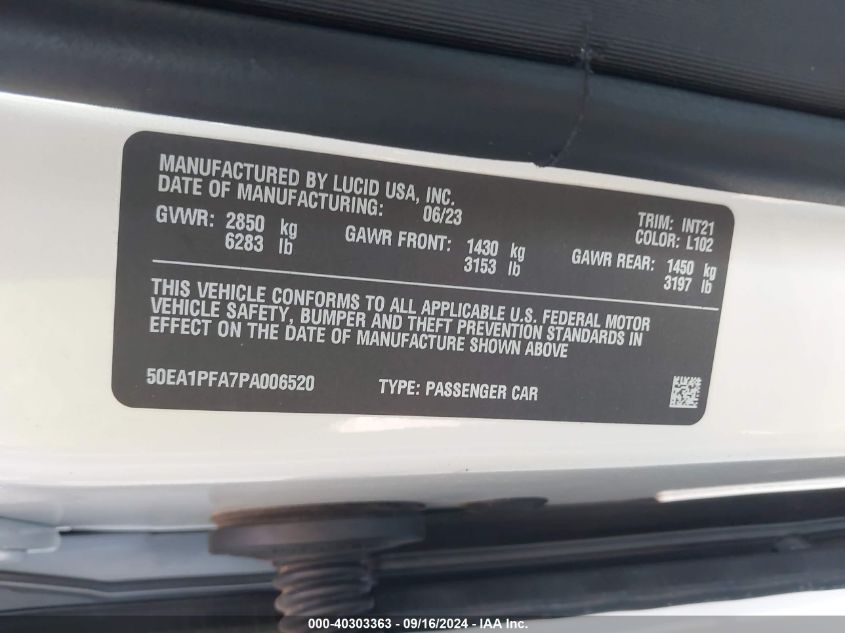 MANUFACTURED BY LUCID USA, INC.
DATE OF MANUFACTURING: 06/23
TRIM: INT21
COLOR: L102
GVWR: 2850 kg
6283 lb
GAWR FRONT: 1430 kg
3153 lb
GAWR REAR: 1450 kg
3197 lb
THIS VEHICLE CONFORMS TO ALL APPLICABLE U.S. FEDERAL MOTOR
VEHICLE SAFETY, BUMPER AND THEFT PREVENTION STANDARDS IN
EFFECT ON THE DATE OF MANUFACTURE SHOWN ABOVE
50EA1PFA7PA006520
TYPE: PASSENGER CAR
000-40303363 - 09/16/2024 - © IAA Inc.